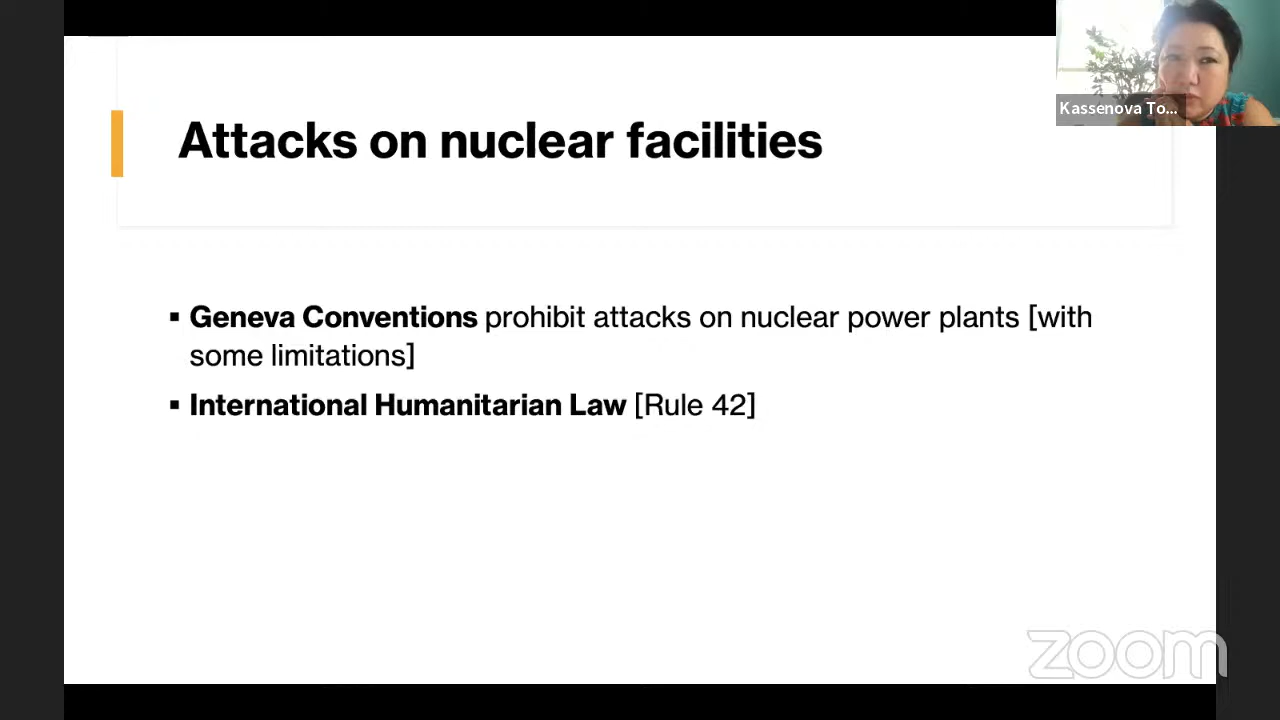 Kassenova To...
Attacks on nuclear facilities
▪ Geneva Conventions prohibit attacks on nuclear power plants [with
some limitations]
▪ International Humanitarian Law [Rule 42]
zoom